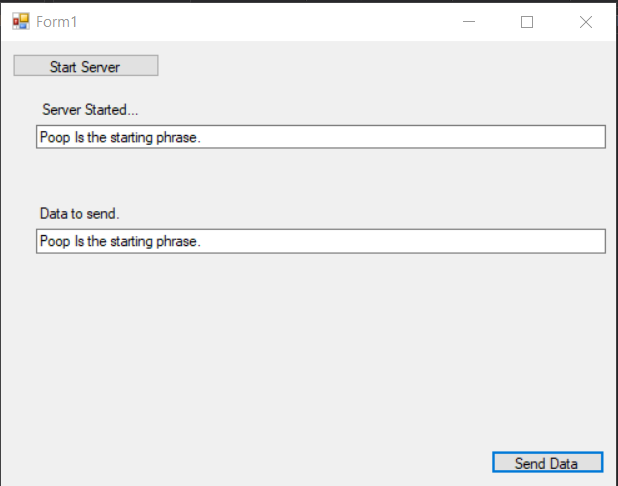 Form1
Start Server
Server Started...
Poop Is the starting phrase.
Data to send.
Poop Is the starting phrase.
Send Data